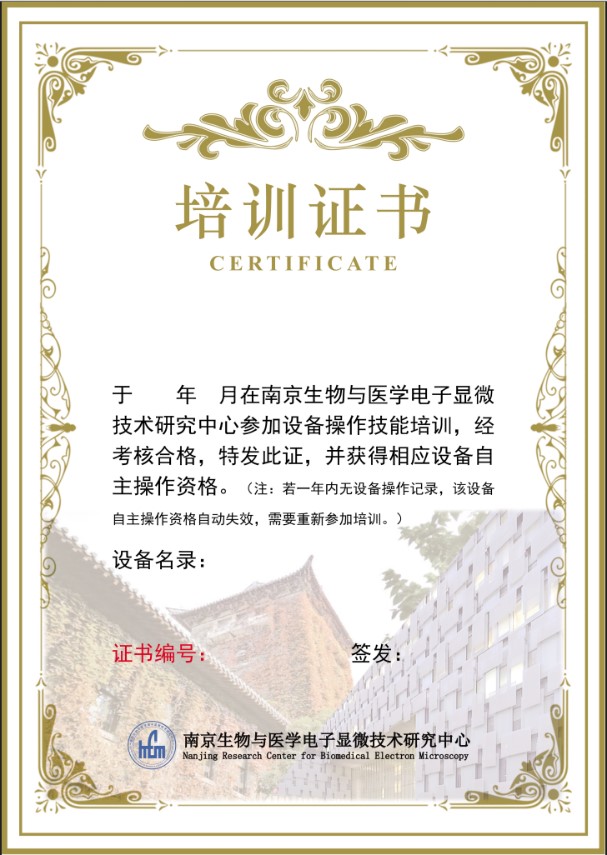 培训证书
CERTIFICATE
于 年 月在南京生物与医学电子显微
技术研究中心参加设备操作技能培训，经
考核合格，特发此证，并获得相应设备自
主操作资格。（注：若一年内无设备操作记录，该设备
自主操作资格自动失效，需要重新参加培训。）
设备名录：
证书编号： 签发：
南京生物与医学电子显微技术研究中心
Nanjing Research Center for Biomedical Electron Microscopy